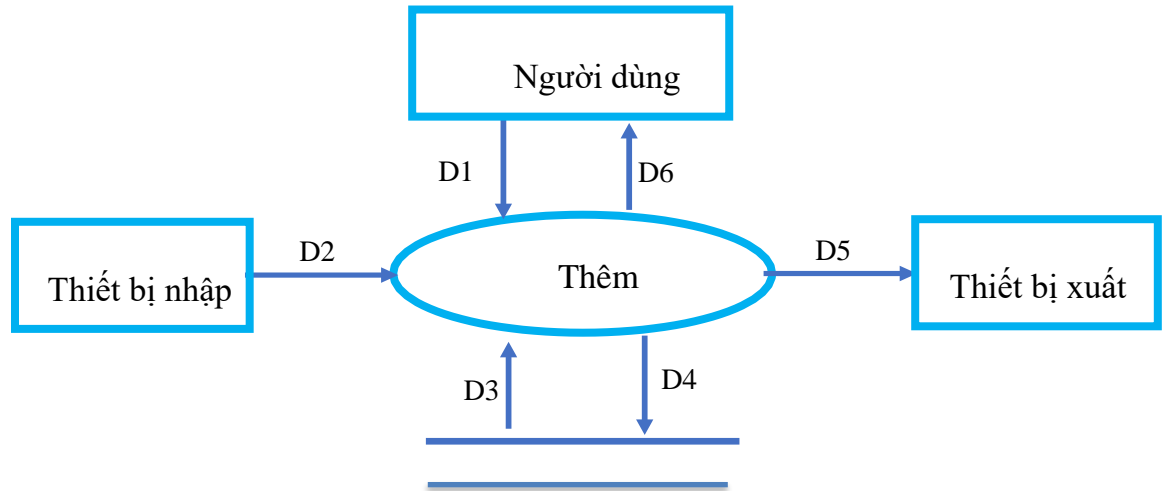 Người dùng
D1
D6
D2
D5
Thiết bị nhập
Thêm
Thiết bị xuất
D3
D4